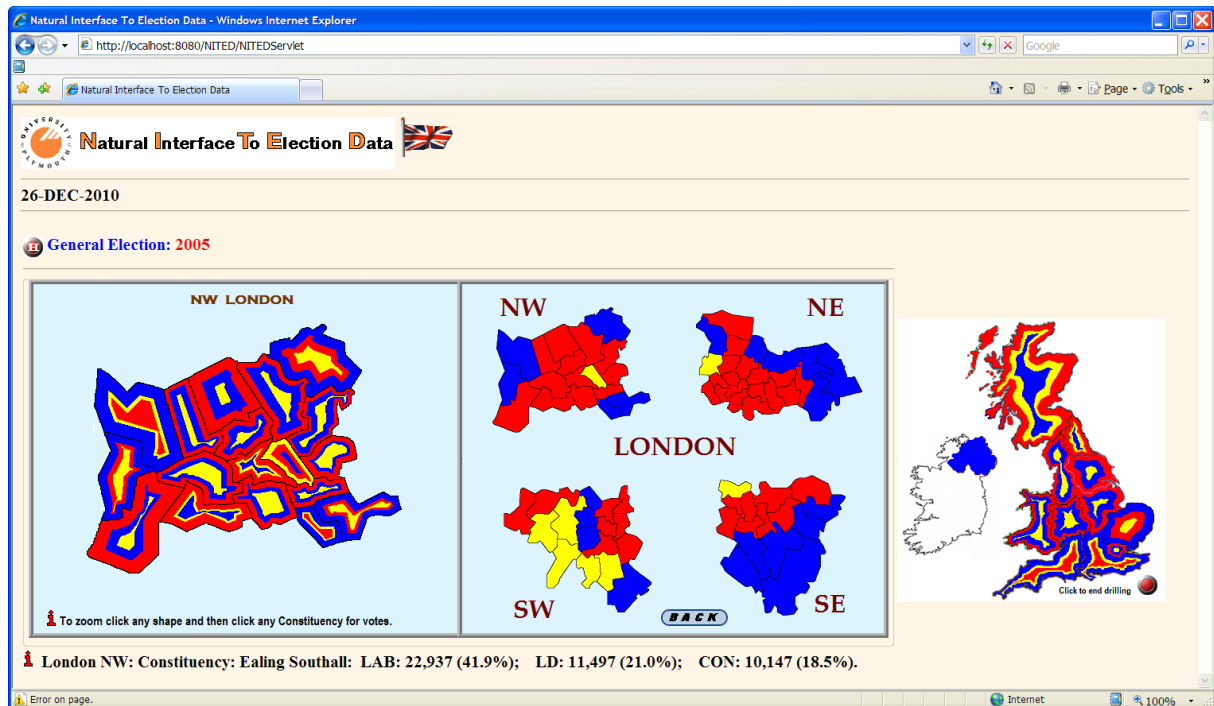 Natural Interface To Election Data - Windows Internet Explorer
http://localhost:8080/NITED/NITEDServlet
Google
Natural Interface To Election Data
Page
Tools
UNIVERSITY
PLYMOUTH
Natural Interface To Election Data
26-DEC-2010
H General Election: 2005
NW LONDON
NW
NE
LONDON
SW
SE
BACK
Click to end drilling
i To zoom click any shape and then click any Constituency for votes.
i London NW: Constituency: Ealing Southall: LAB: 22,937 (41.9%); LD: 11,497 (21.0%); CON: 10,147 (18.5%).
Error on page.
Internet
100%